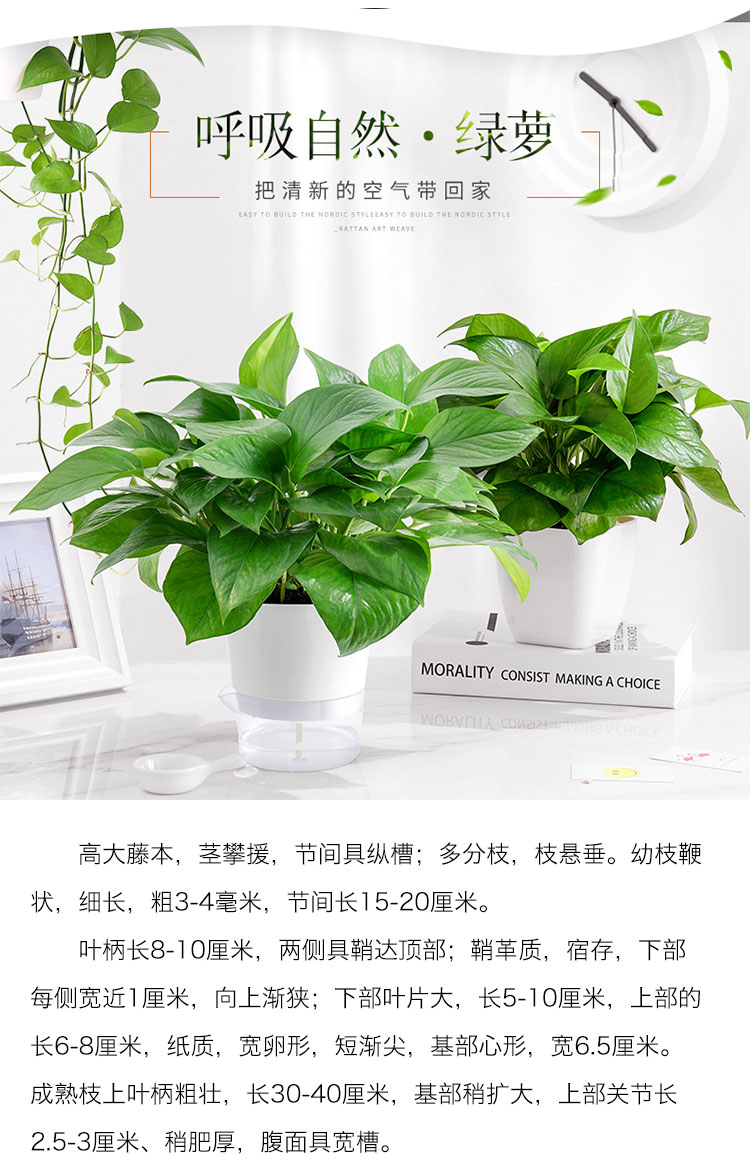 呼吸自然·绿萝
把清新的空气带回家
EASY TO BUILD THE NORDIC STYLEEASY TO BUILD THE NORDIC STYLE
_RATTAN ART WEAVE
MORALITY CONSIST MAKING A CHOICE
高大藤本，茎攀援，节间具纵槽；多分枝，枝悬垂。幼枝鞭
状，细长，粗3-4毫米，节间长15-20厘米。
叶柄长8-10厘米，两侧具鞘达顶部；鞘革质，宿存，下部
每侧宽近1厘米，向上渐狭；下部叶片大，长5-10厘米，上部的
长6-8厘米，纸质，宽卵形，短渐尖，基部心形，宽6.5厘米。
成熟枝上叶柄粗壮，长30-40厘米，基部稍扩大，上部关节长
2.5-3厘米、稍肥厚，腹面具宽槽。